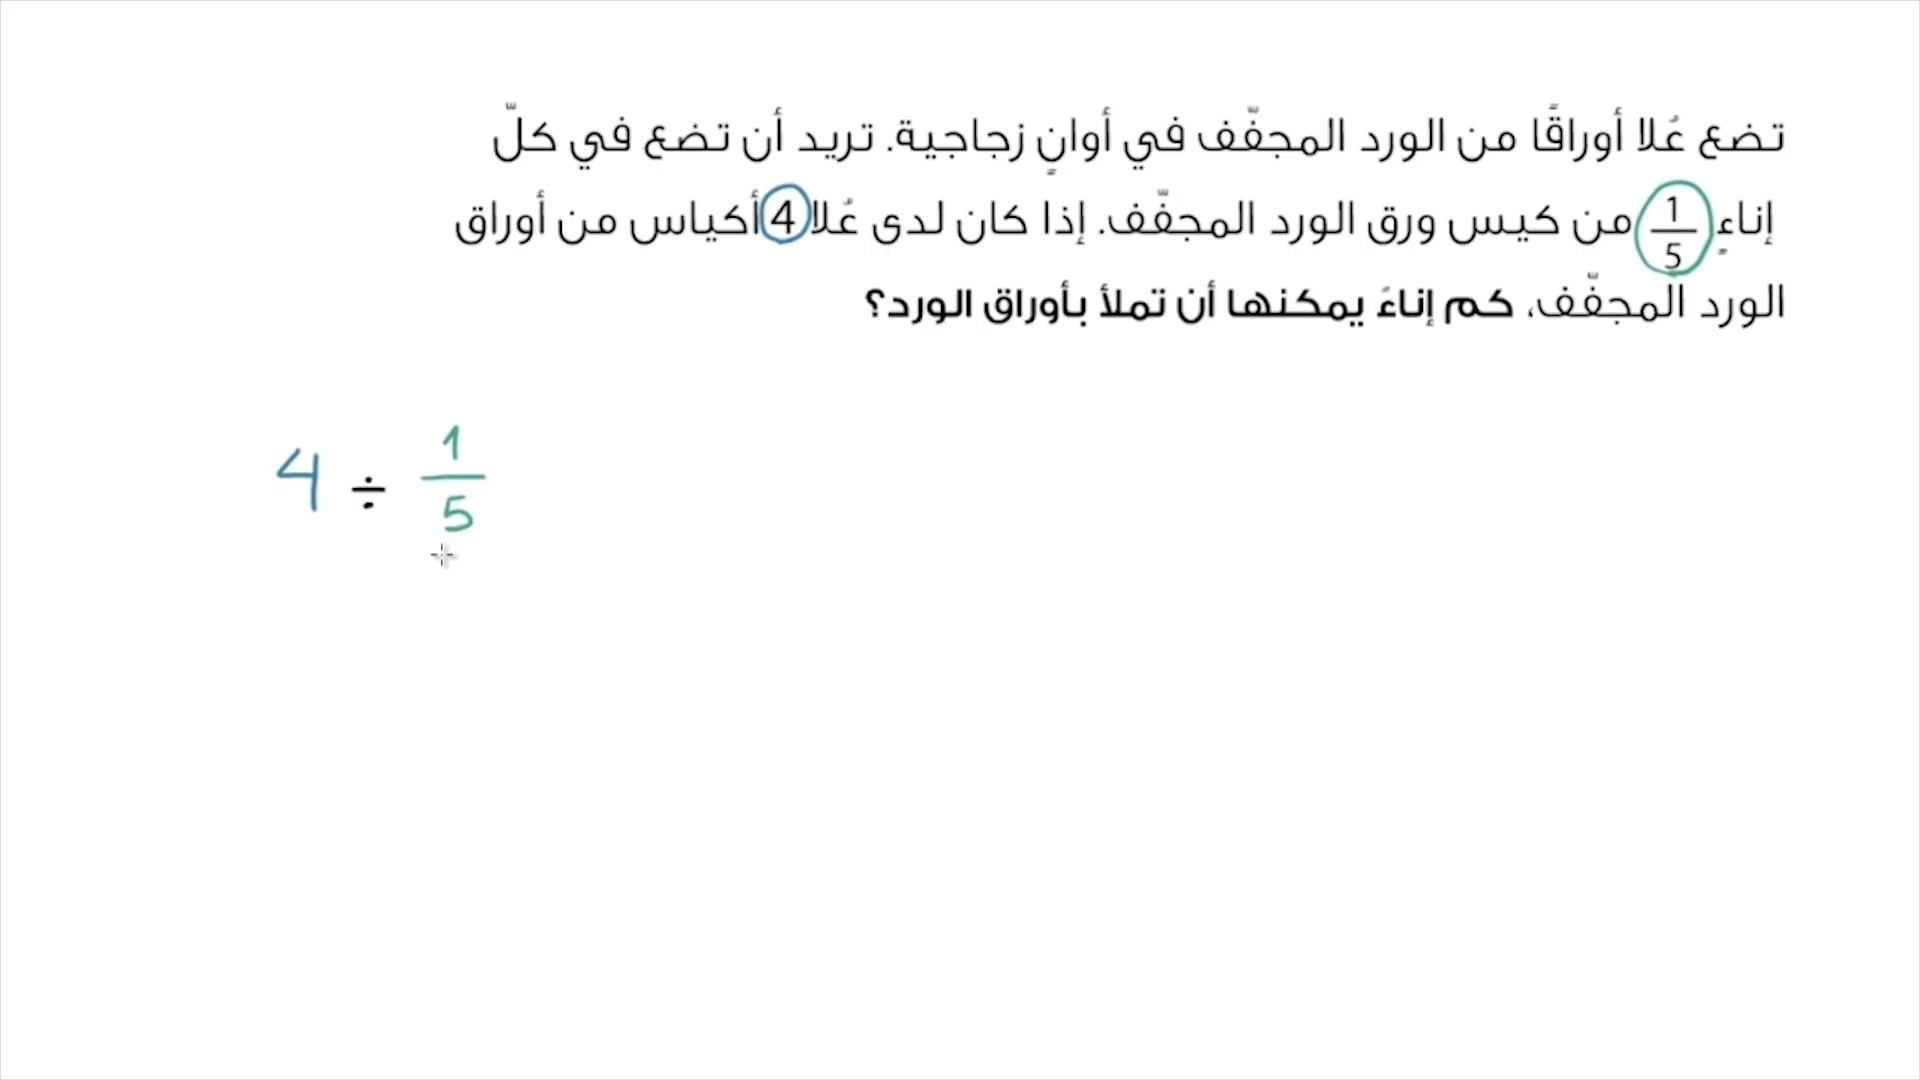 تضع عُلا أوراقًا من الورد المجفّف في أوانٍ زجاجية. تريد أن تضع في كلّ
إناءٍ 1/5 من كيس ورق الورد المجفّف. إذا كان لدى عُلا 4 أكياس من أوراق
الورد المجفّف، كم إناءً يمكنها أن تملأ بأوراق الورد؟
4 ÷ 1/5